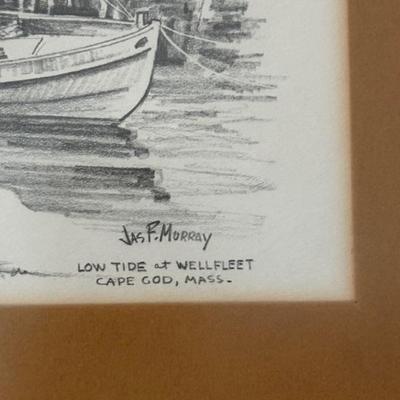 JAS F. MURRAY
LOW TIDE at WELLFLEET
CAPE COD, MASS.